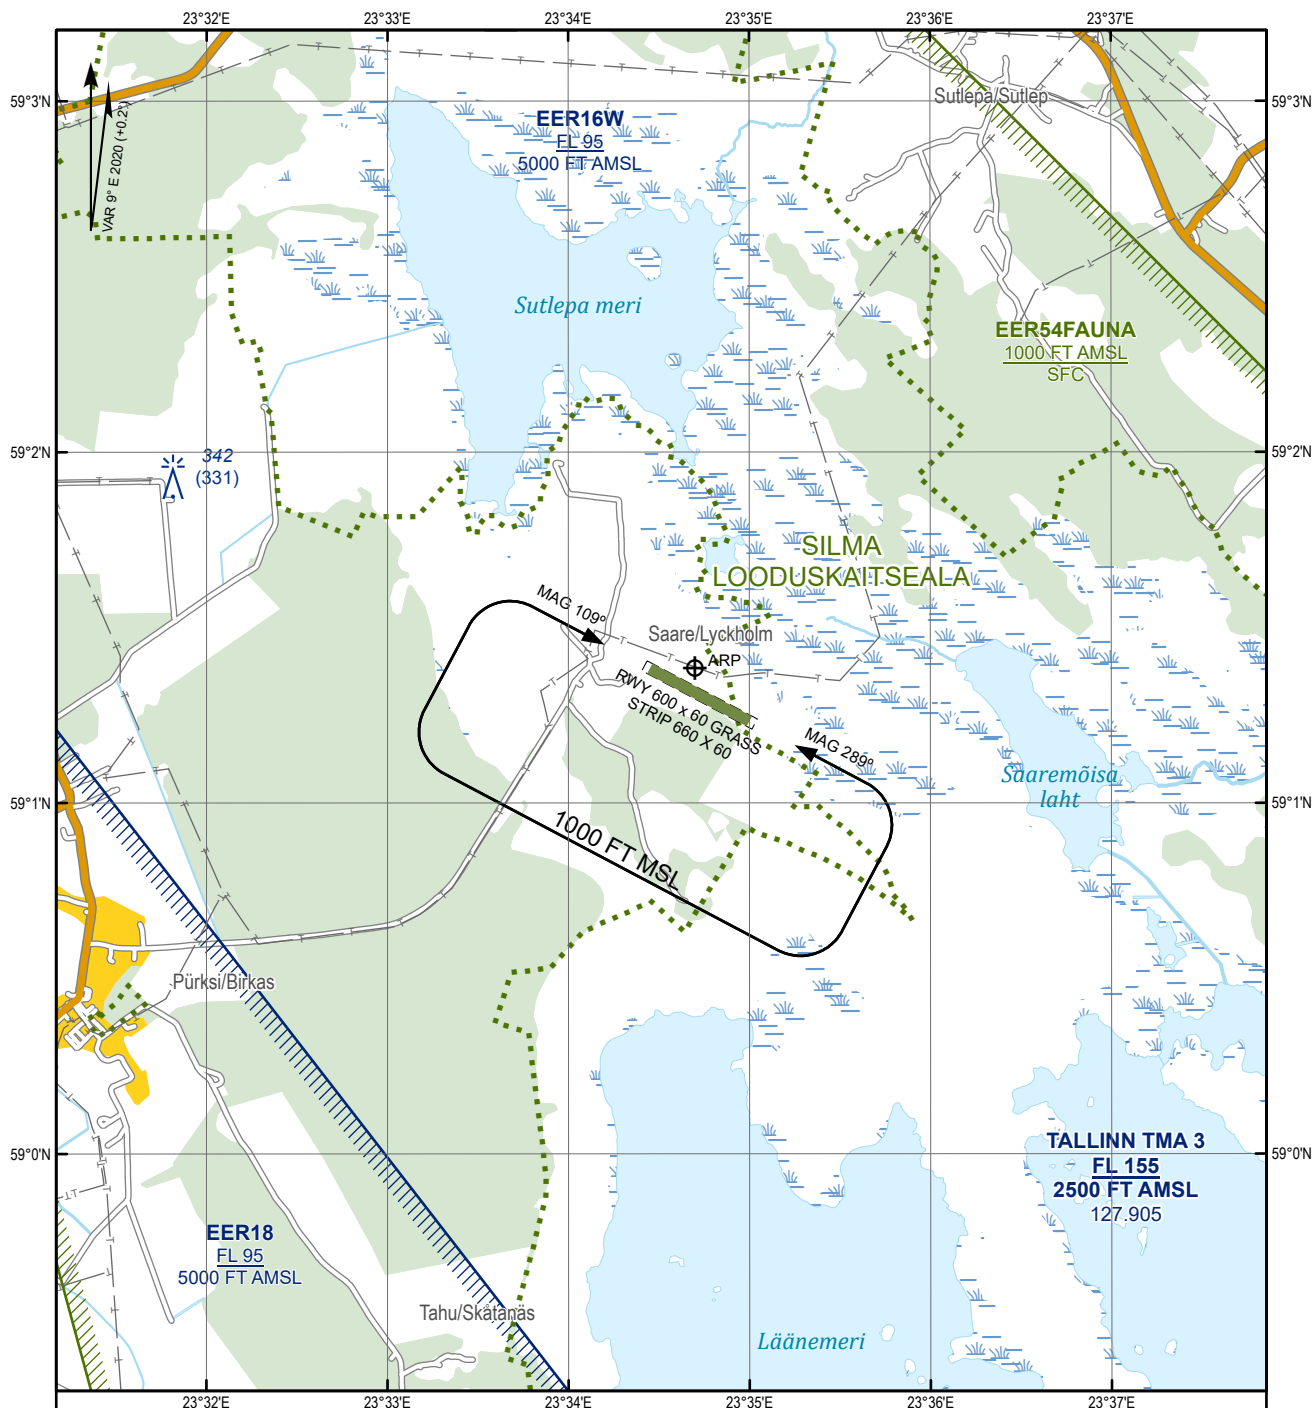 23°32'E
23°33'E
23°34'E
23°35'E
23°36'E
23°37'E
59°3'N
59°3'N
VAR 9° E 2020 (+0.2°)
Sutlepa/Sutlep
EER16W
FL 95
5000 FT AMSL
Sutlepa meri
EER54FAUNA
1000 FT AMSL
SFC
59°2'N
59°2'N
342
(331)
SILMA
LOODUSKAITSEALA
MAG 109°
Saare/Lyckholm
ARP
RWY 600 x 60 GRASS
STRIP 660 X 60
MAG 289°
Saaremõisa
laht
59°1'N
59°1'N
1000 FT MSL
Pürksi/Birkas
59°0'N
59°0'N
TALLINN TMA 3
FL 155
2500 FT AMSL
127.905
EER18
FL 95
5000 FT AMSL
Tahu/Skåtanäs
Läänemeri
23°32'E
23°33'E
23°34'E
23°35'E
23°36'E
23°37'E